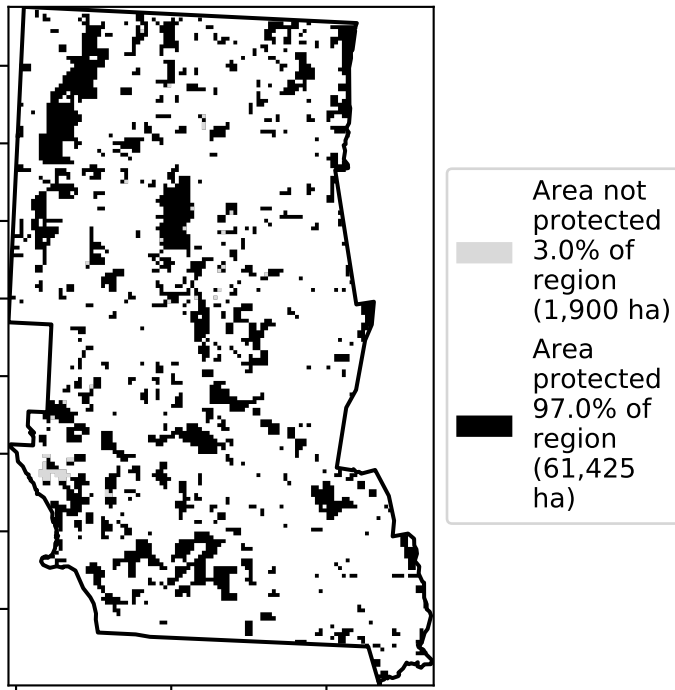 Area not
protected
3.0% of
region
(1,900 ha)
Area
protected
97.0% of
region
(61,425
ha)